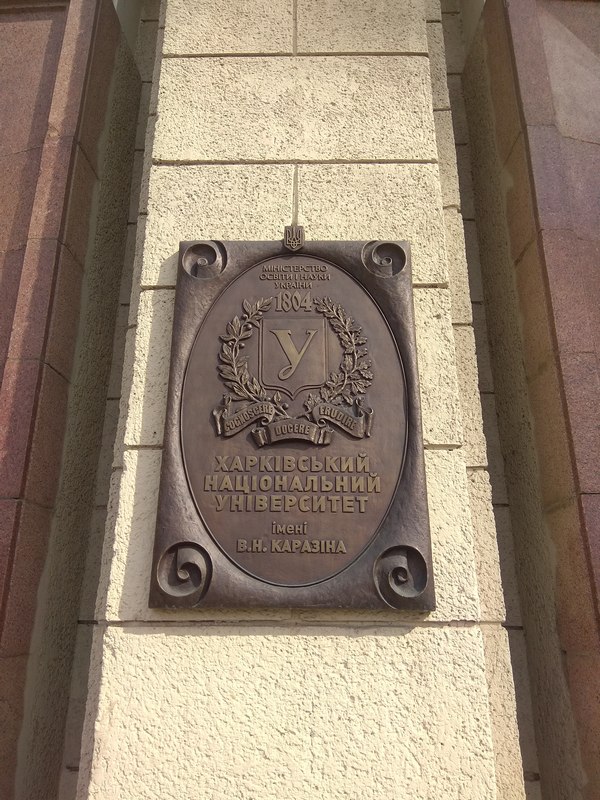 МІНІСТЕРСТВО
ОСВІТИ І НАУКИ
УКРАЇНИ
1804
У
COGNOSCERE
DOCERE
ERUDIRE
ХАРКІВСЬКИЙ
НАЦІОНАЛЬНИЙ
УНІВЕРСИТЕТ
імені
В.Н. КАРАЗІНА